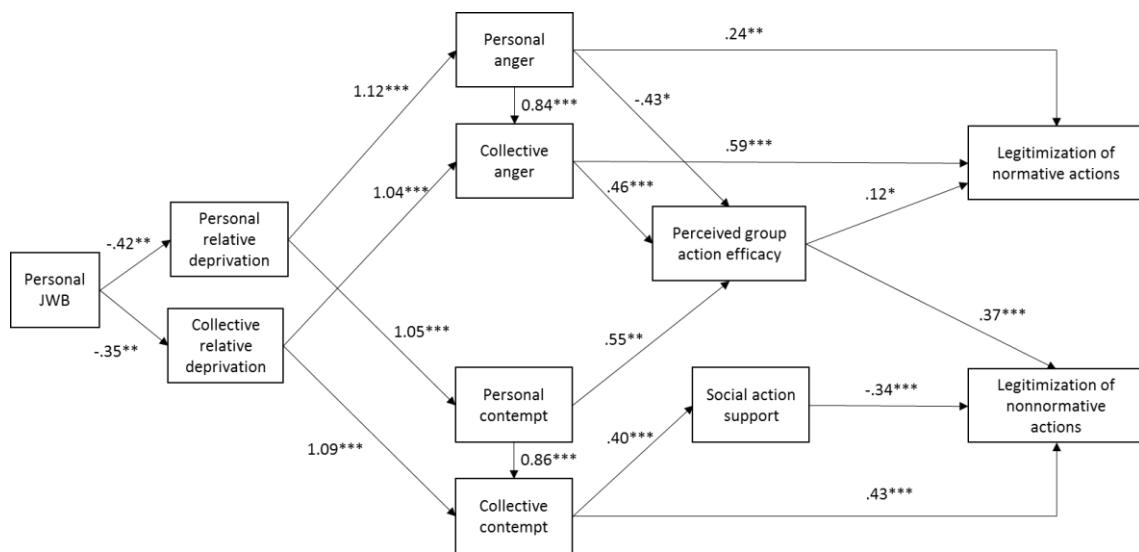 Personal
anger
.24**
1.12***
0.84***
-.43*
Collective
anger
.59***
Legitimization of
normative actions
1.04***
.46***
.12*
Personal
relative
deprivation
-.42**
Perceived group
action efficacy
Personal
JWB
Collective
relative
deprivation
-.35**
1.05***
.55**
.37***
Personal
contempt
Social action
support
-.34***
Legitimization of
nonnormative
actions
1.09***
.40***
0.86***
Collective
contempt
.43***